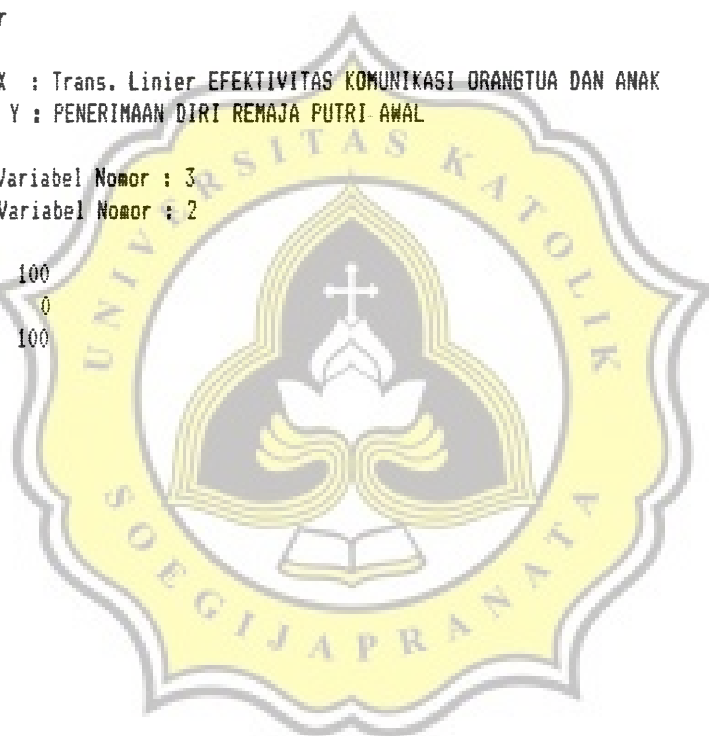 r
X : Trans. Linier EFEKTIVITAS KOMUNIKASI ORANGTUA DAN ANAK
Y : PENERIMAAN DIRI REMAJA PUTRI AWAL
Variabel Nomor : 3
Variabel Nomor : 2
100
0
100
UNIVERSITAS KATOLIK
SOEGIJAPRANATA